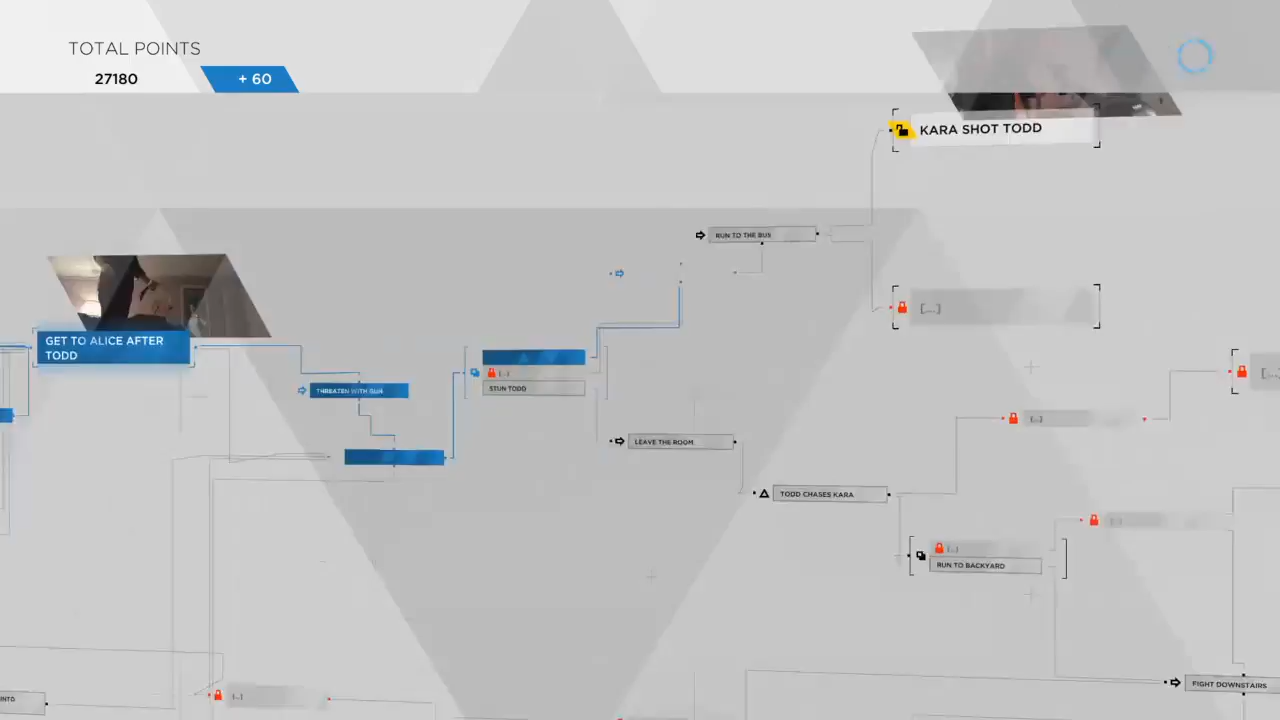 TOTAL POINTS
27180
+ 60
KARA SHOT TODD
RUN TO THE BUS
[...]
GET TO ALICE AFTER
TODD
[...]
THREATEN WITH GUN
[...]
STUN TODD
[...]
LEAVE THE ROOM
TODD CHASES KARA
[...]
[...]
RUN TO BACKYARD
FIGHT DOWNSTAIRS
[...]
INTO